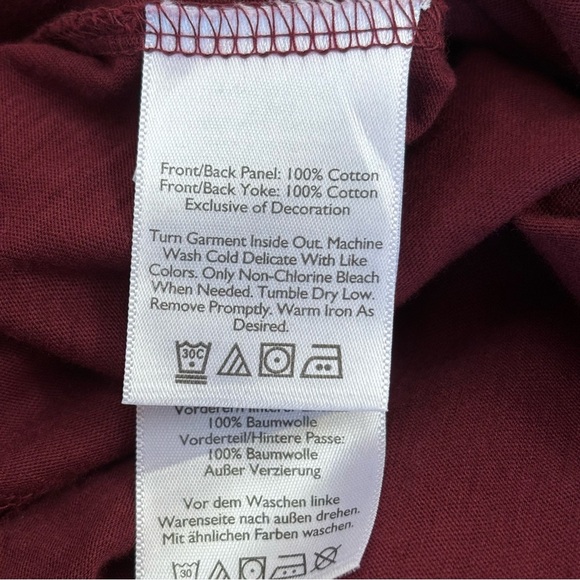 Front/Back Panel: 100% Cotton
Front/Back Yoke: 100% Cotton
Exclusive of Decoration
Turn Garment Inside Out. Machine
Wash Cold Delicate With Like
Colors. Only Non-Chlorine Bleach
When Needed. Tumble Dry Low.
Remove Promptly. Warm Iron As
Desired.
30C
100% Baumwolle
Vorderteil/Hintere Passe:
100% Baumwolle
Außer Verzierung
Vor dem Waschen linke
Warenseite nach außen drehen.
Mit ähnlichen Farben waschen.
30